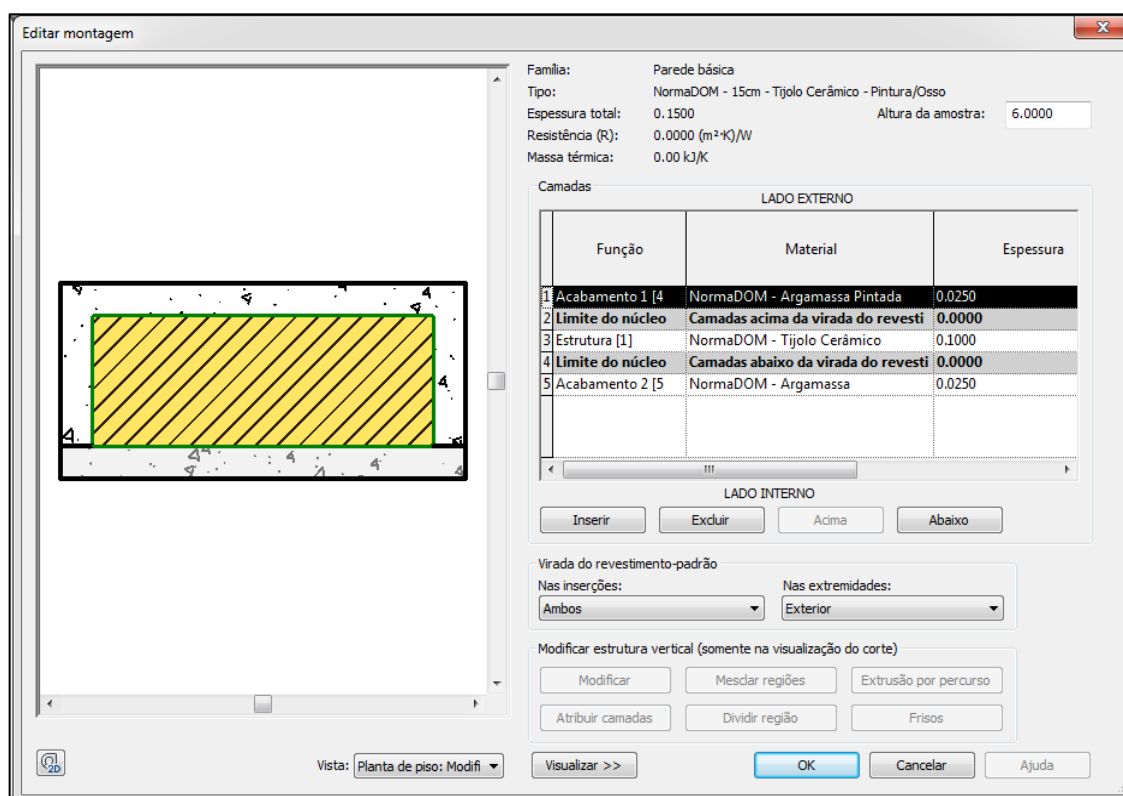 Editar montagem
Família: Parede básica
Tipo: NormaDOM - 15cm - Tijolo Cerâmico - Pintura/Osso
Espessura total: 0.1500 Altura da amostra: 6.0000
Resistência (R): 0.0000 (m²·K)/W
Massa térmica: 0.00 kJ/K
Camadas
LADO EXTERNO
Função Material Espessura
1 Acabamento 1 [4 NormaDOM - Argamassa Pintada 0.0250
2 Limite do núcleo Camadas acima da virada do revesti 0.0000
3 Estrutura [1] NormaDOM - Tijolo Cerâmico 0.1000
4 Limite do núcleo Camadas abaixo da virada do revesti 0.0000
5 Acabamento 2 [5 NormaDOM - Argamassa 0.0250
LADO INTERNO
Inserir Excluir Acima Abaixo
Virada do revestimento-padrão
Nas inserções: Nas extremidades:
Ambos Exterior
Modificar estrutura vertical (somente na visualização do corte)
Modificar Mesclar regiões Extrusão por percurso
Atribuir camadas Dividir região Frisos
2D Vista: Planta de piso: Modifi Visualizar >> OK Cancelar Ajuda